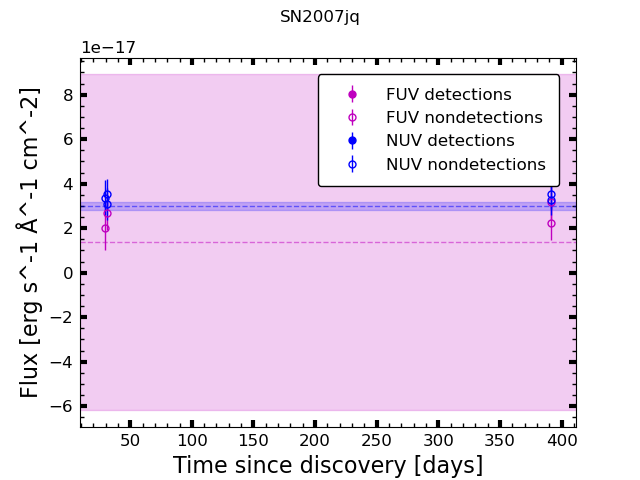 SN2007jq
1e−17
8
6
4
2
0
−2
−4
−6
Flux [erg s^-1 Å^-1 cm^-2]
FUV detections
FUV nondetections
NUV detections
NUV nondetections
50 100 150 200 250 300 350 400
Time since discovery [days]